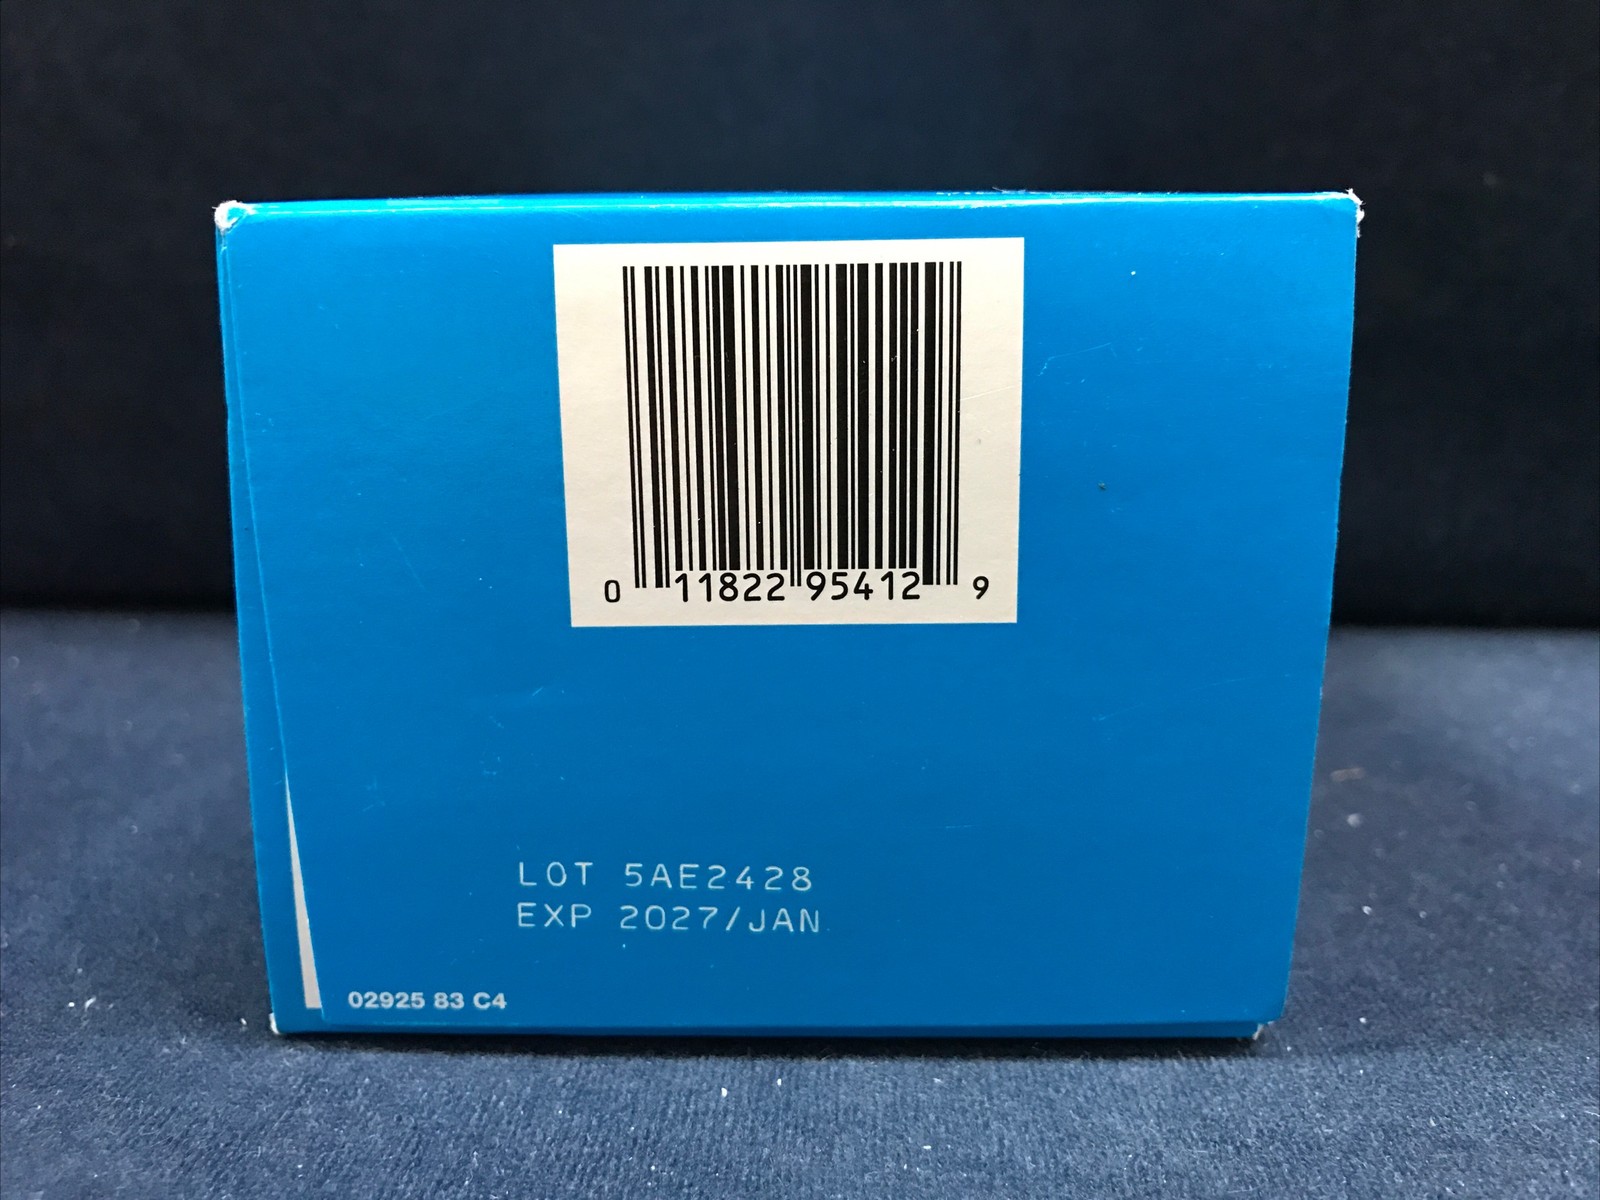 0 11822 95412 9
LOT 5AE2428
EXP 2027/JAN
02925 83 C4